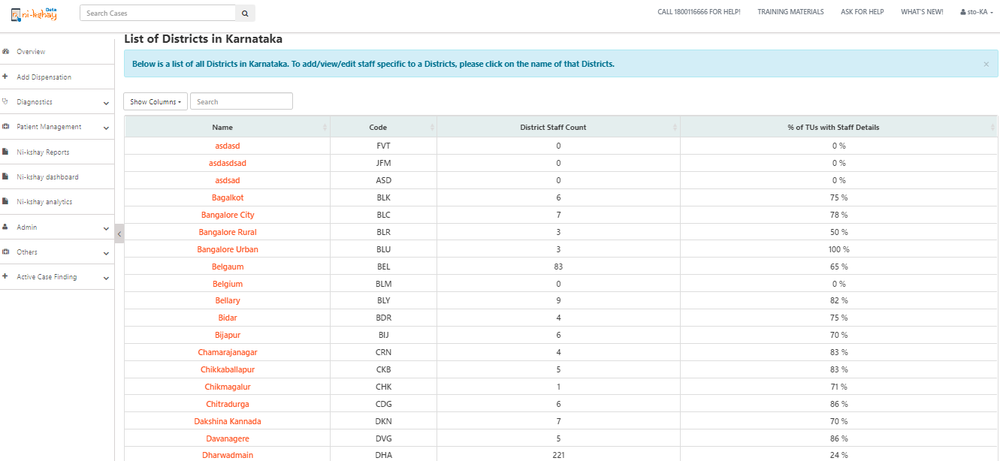 ni-kshay Beta
Search Cases
CALL 1800116666 FOR HELP! TRAINING MATERIALS ASK FOR HELP WHAT'S NEW! sto-KA
Overview
Add Dispensation
Diagnostics
Patient Management
Ni-kshay Reports
Ni-kshay dashboard
Ni-kshay analytics
Admin
Others
Active Case Finding
List of Districts in Karnataka
Below is a list of all Districts in Karnataka. To add/view/edit staff specific to a Districts, please click on the name of that Districts. ×
Show Columns Search
Name Code District Staff Count % of TUs with Staff Details
asdasd FVT 0 0 %
asdasdsad JFM 0 0 %
asdsad ASD 0 0 %
Bagalkot BLK 6 75 %
Bangalore City BLC 7 78 %
Bangalore Rural BLR 3 50 %
Bangalore Urban BLU 3 100 %
Belgaum BEL 83 65 %
Belgium BLM 0 0 %
Bellary BLY 9 82 %
Bidar BDR 4 75 %
Bijapur BIJ 6 70 %
Chamarajanagar CRN 4 83 %
Chikkaballapur CKB 5 83 %
Chikmagalur CHK 1 71 %
Chitradurga CDG 6 86 %
Dakshina Kannada DKN 7 70 %
Davanagere DVG 5 86 %
Dharwadmain DHA 221 24 %